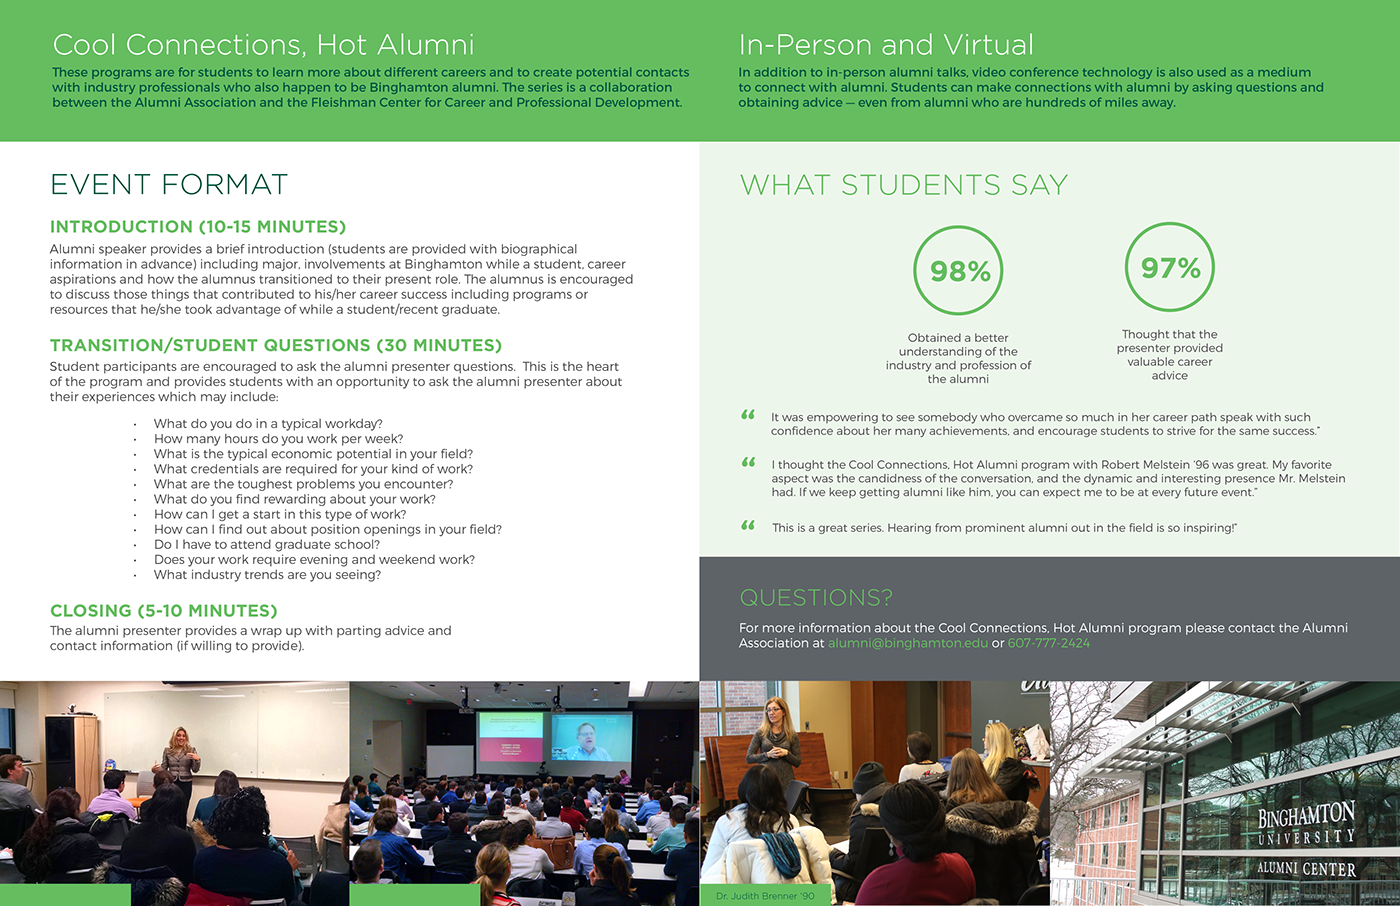 Cool Connections, Hot Alumni
These programs are for students to learn more about different careers and to create potential contacts
with industry professionals who also happen to be Binghamton alumni. The series is a collaboration
between the Alumni Association and the Fleishman Center for Career and Professional Development.
EVENT FORMAT
INTRODUCTION (10-15 MINUTES)
Alumni speaker provides a brief introduction (students are provided with biographical
information in advance) including major, involvements at Binghamton while a student, career
aspirations and how the alumnus transitioned to their present role. The alumnus is encouraged
to discuss those things that contributed to his/her career success including programs or
resources that he/she took advantage of while a student/recent graduate.
TRANSITION/STUDENT QUESTIONS (30 MINUTES)
Student participants are encouraged to ask the alumni presenter questions.  This is the heart
of the program and provides students with an opportunity to ask the alumni presenter about
their experiences which may include:
• What do you do in a typical workday?
• How many hours do you work per week?
• What is the typical economic potential in your field?
• What credentials are required for your kind of work?
• What are the toughest problems you encounter?
• What do you find rewarding about your work?
• How can I get a start in this type of work?
• How can I find out about position openings in your field?
• Do I have to attend graduate school?
• Does your work require evening and weekend work?
• What industry trends are you seeing?
CLOSING (5-10 MINUTES)
The alumni presenter provides a wrap up with parting advice and
contact information (if willing to provide).
In-Person and Virtual
In addition to in-person alumni talks, video conference technology is also used as a medium
to connect with alumni. Students can make connections with alumni by asking questions and
obtaining advice — even from alumni who are hundreds of miles away.
WHAT STUDENTS SAY
98%
Obtained a better
understanding of the
industry and profession of
the alumni
97%
Thought that the
presenter provided
valuable career
advice
“ It was empowering to see somebody who overcame so much in her career path speak with such
confidence about her many achievements, and encourage students to strive for the same success.”
“ I thought the Cool Connections, Hot Alumni program with Robert Melstein ’96 was great. My favorite
aspect was the candidness of the conversation, and the dynamic and interesting presence Mr. Melstein
had. If we keep getting alumni like him, you can expect me to be at every future event.”
“ This is a great series. Hearing from prominent alumni out in the field is so inspiring!”
QUESTIONS?
For more information about the Cool Connections, Hot Alumni program please contact the Alumni
Association at alumni@binghamton.edu or 607-777-2424
Dr. Judith Brenner ’90
BINGHAMTON
UNIVERSITY
ALUMNI CENTER